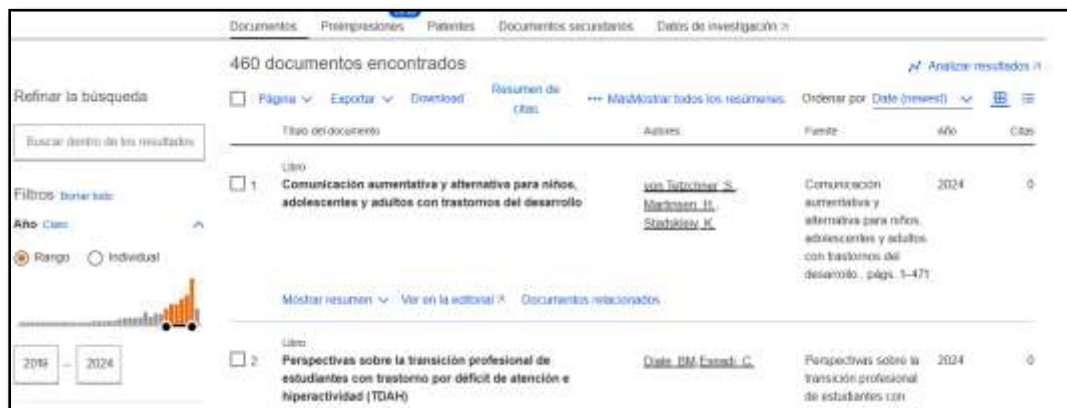 Documentos Preimpresiones Patentes Documentos secundarios Datos de investigación
460 documentos encontrados
Analizar resultados
Refinar la búsqueda
Página Exportar Download Resumen de citas ••• Más Mostrar todos los resúmenes Ordenar por Date (newest)
Título del documento Autores Fuente Año Citas
Buscar dentro de los resultados
Libro
1 Comunicación aumentativa y alternativa para niños, adolescentes y adultos con trastornos del desarrollo
von Tetzchner, S.
Martinsen, H.
Stadskleiv, K.
Comunicación
aumentativa y
alternativa para niños,
adolescentes y adultos
con trastornos del
desarrollo , págs. 1–471
2024 0
Filtros Borrar todo
Año Claro
Rango Individual
Mostrar resumen Ver en la editorial Documentos relacionados
2019 – 2024
Libro
2 Perspectivas sobre la transición profesional de
estudiantes con trastorno por déficit de atención e
hiperactividad (TDAH)
Perspectivas sobre la
transición profesional
de estudiantes con
2024 0